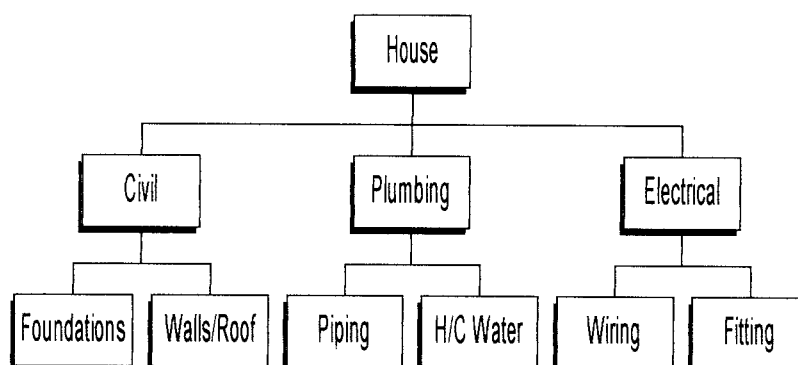 House
Civil
Plumbing
Electrical
Foundations
Walls/Roof
Piping
H/C Water
Wiring
Fitting